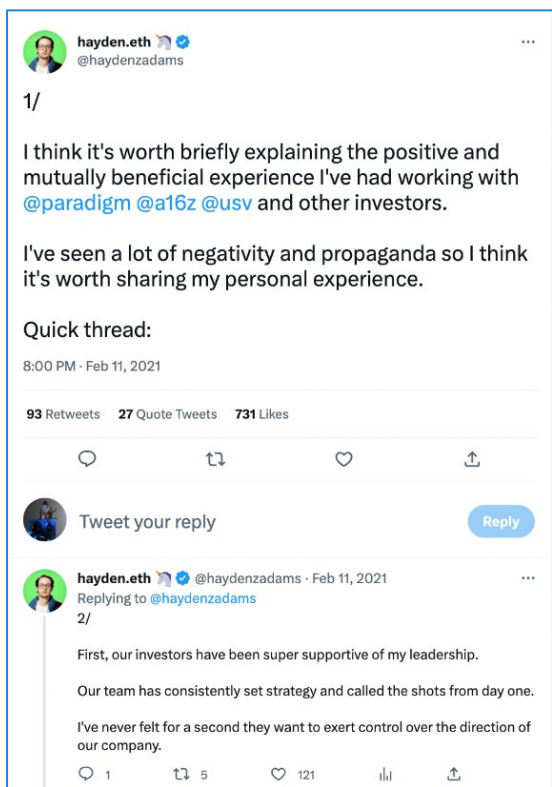 hayden.eth 🦄
@haydenzadams
1/
I think it's worth briefly explaining the positive and
mutually beneficial experience I've had working with
@paradigm @a16z @usv and other investors.
I've seen a lot of negativity and propaganda so I think
it's worth sharing my personal experience.
Quick thread:
8:00 PM · Feb 11, 2021
93 Retweets 27 Quote Tweets 731 Likes
Tweet your reply
Reply
hayden.eth 🦄 @haydenzadams · Feb 11, 2021
Replying to @haydenzadams
2/
First, our investors have been super supportive of my leadership.
Our team has consistently set strategy and called the shots from day one.
I've never felt for a second they want to exert control over the direction of
our company.
1 5 121